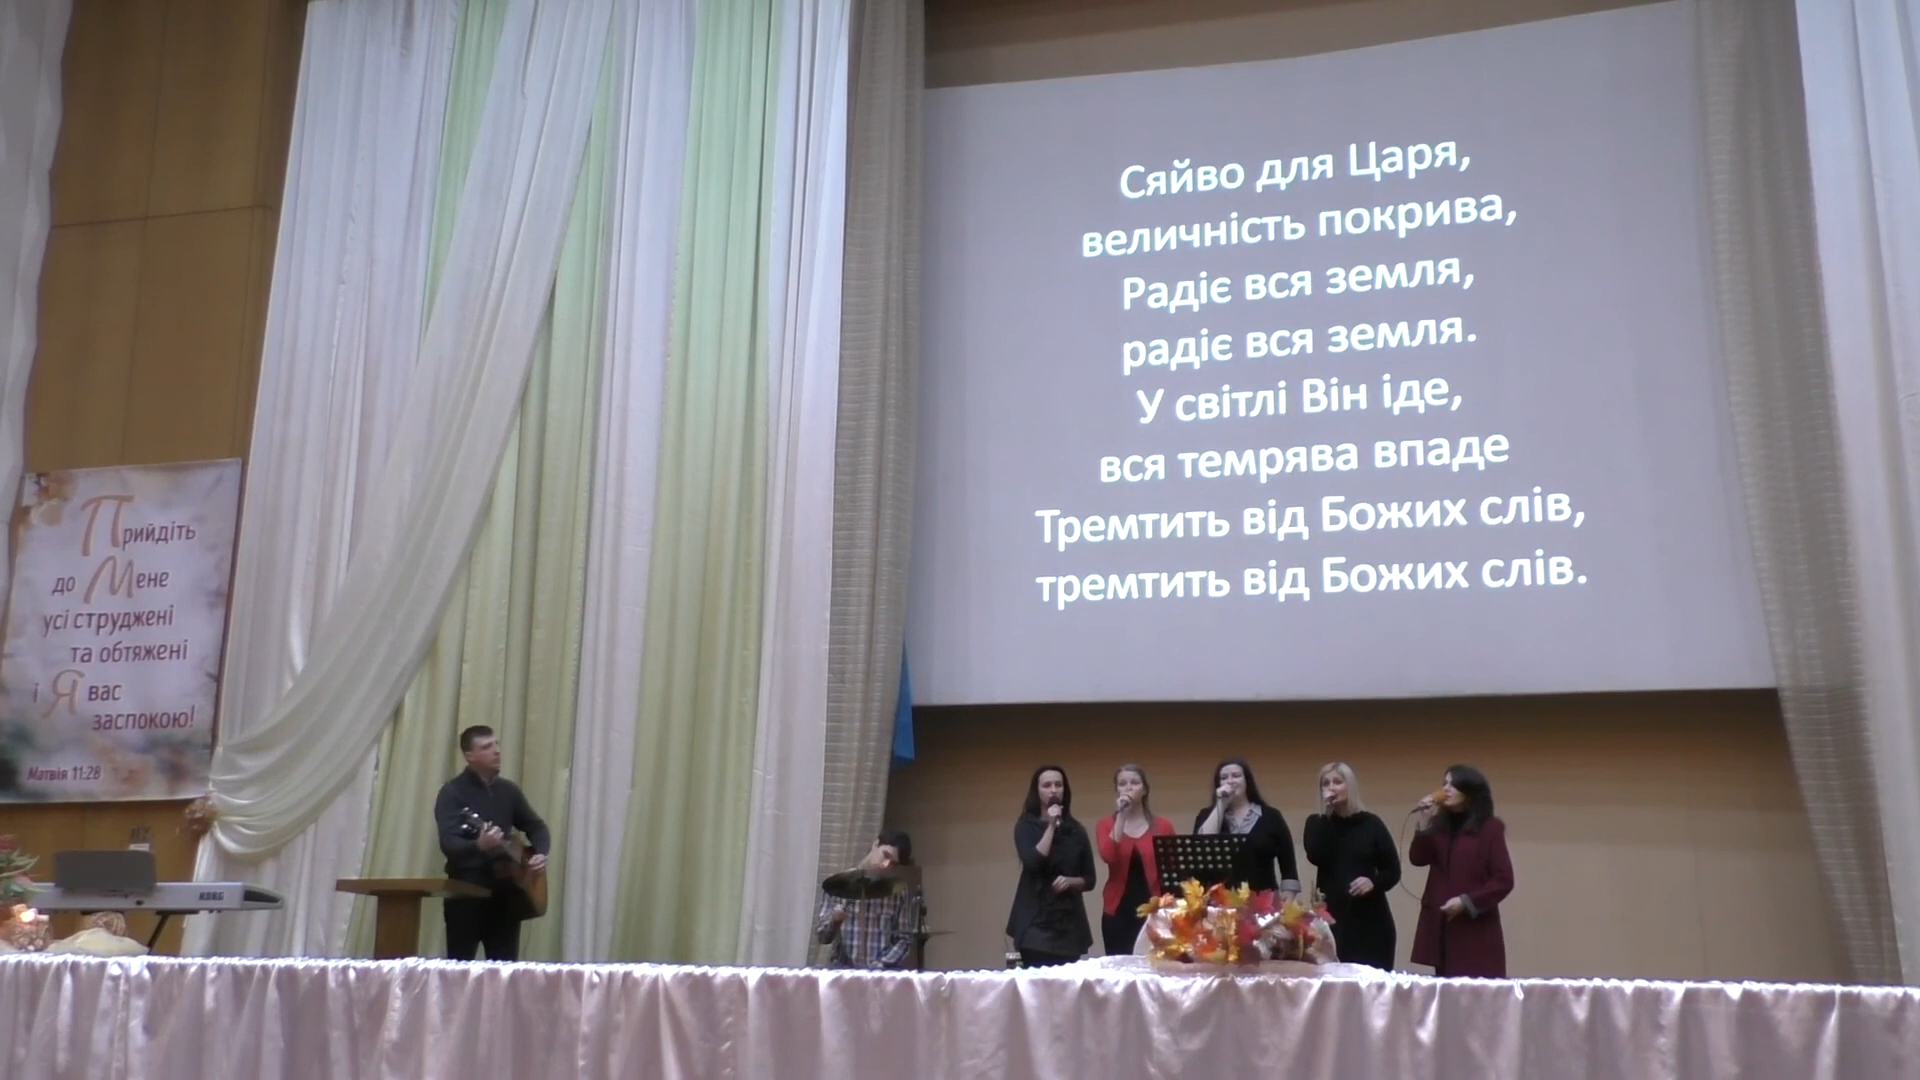 Сяйво для Царя,
величність покрива,
Радіє вся земля,
радіє вся земля.
У світлі Він іде,
вся темрява впаде
Тремтить від Божих слів,
тремтить від Божих слів.
Прийдіть
до Мене
усі струджені
та обтяжені
і Я вас
заспокою!
Матвія 11:28
KORG